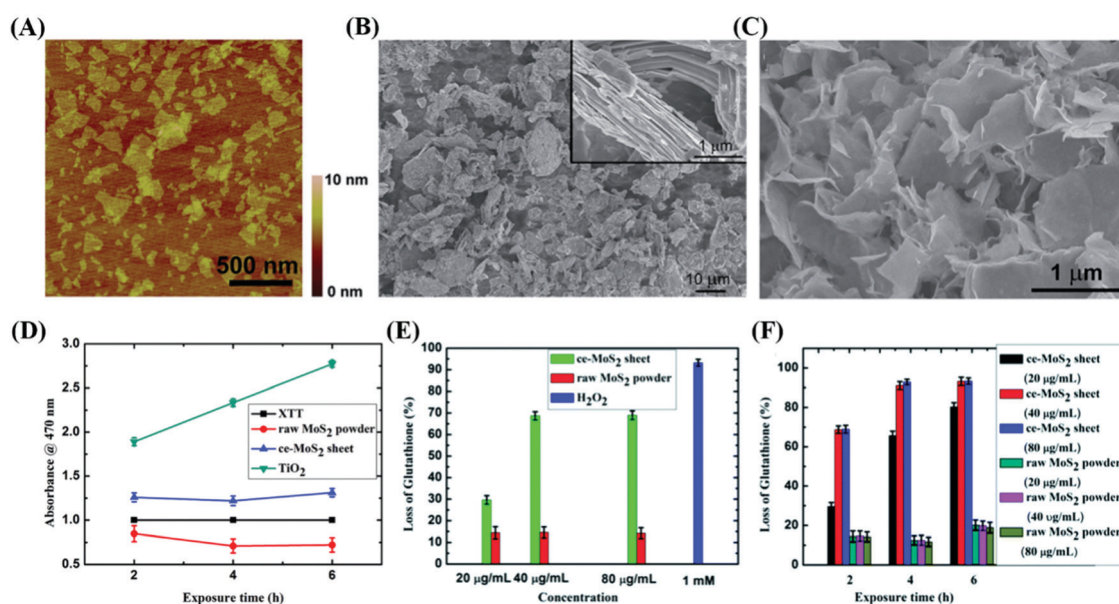 (A)
10 nm
0 nm
500 nm
(B)
1 μm
10 μm
(C)
1 μm
(D)
Absorbance @ 470 nm
3.0
2.5
2.0
1.5
1.0
0.5
XTT
raw MoS2 powder
ce-MoS2 sheet
TiO2
2 4 6
Exposure time (h)
(E)
Loss of Glutathione (%)
100
90
80
70
60
50
40
30
20
10
0
ce-MoS2 sheet
raw MoS2 powder
H2O2
20 μg/mL 40 μg/mL 80 μg/mL 1 mM
Concentration
(F)
Loss of Glutathione (%)
100
80
60
40
20
0
2 4 6
Exposure time (h)
ce-MoS2 sheet
(20 μg/mL)
ce-MoS2 sheet
(40 μg/mL)
ce-MoS2 sheet
(80 μg/mL)
raw MoS2 powder
(20 μg/mL)
raw MoS2 powder
(40 υg/mL)
raw MoS2 powder
(80 μg/mL)